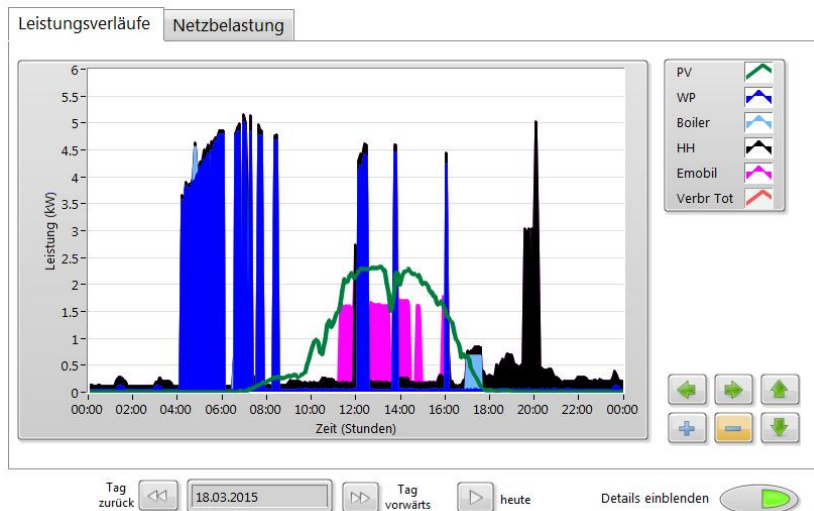 Leistungsverläufe
Netzbelastung
6
5.5
5
4.5
4
3.5
3
2.5
2
1.5
1
0.5
0
Leistung (kW)
00:00 02:00 04:00 06:00 08:00 10:00 12:00 14:00 16:00 18:00 20:00 22:00 00:00
Zeit (Stunden)
PV
WP
Boiler
HH
Emobil
Verbr Tot
Tag
zurück
18.03.2015
Tag
vorwärts
heute
Details einblenden